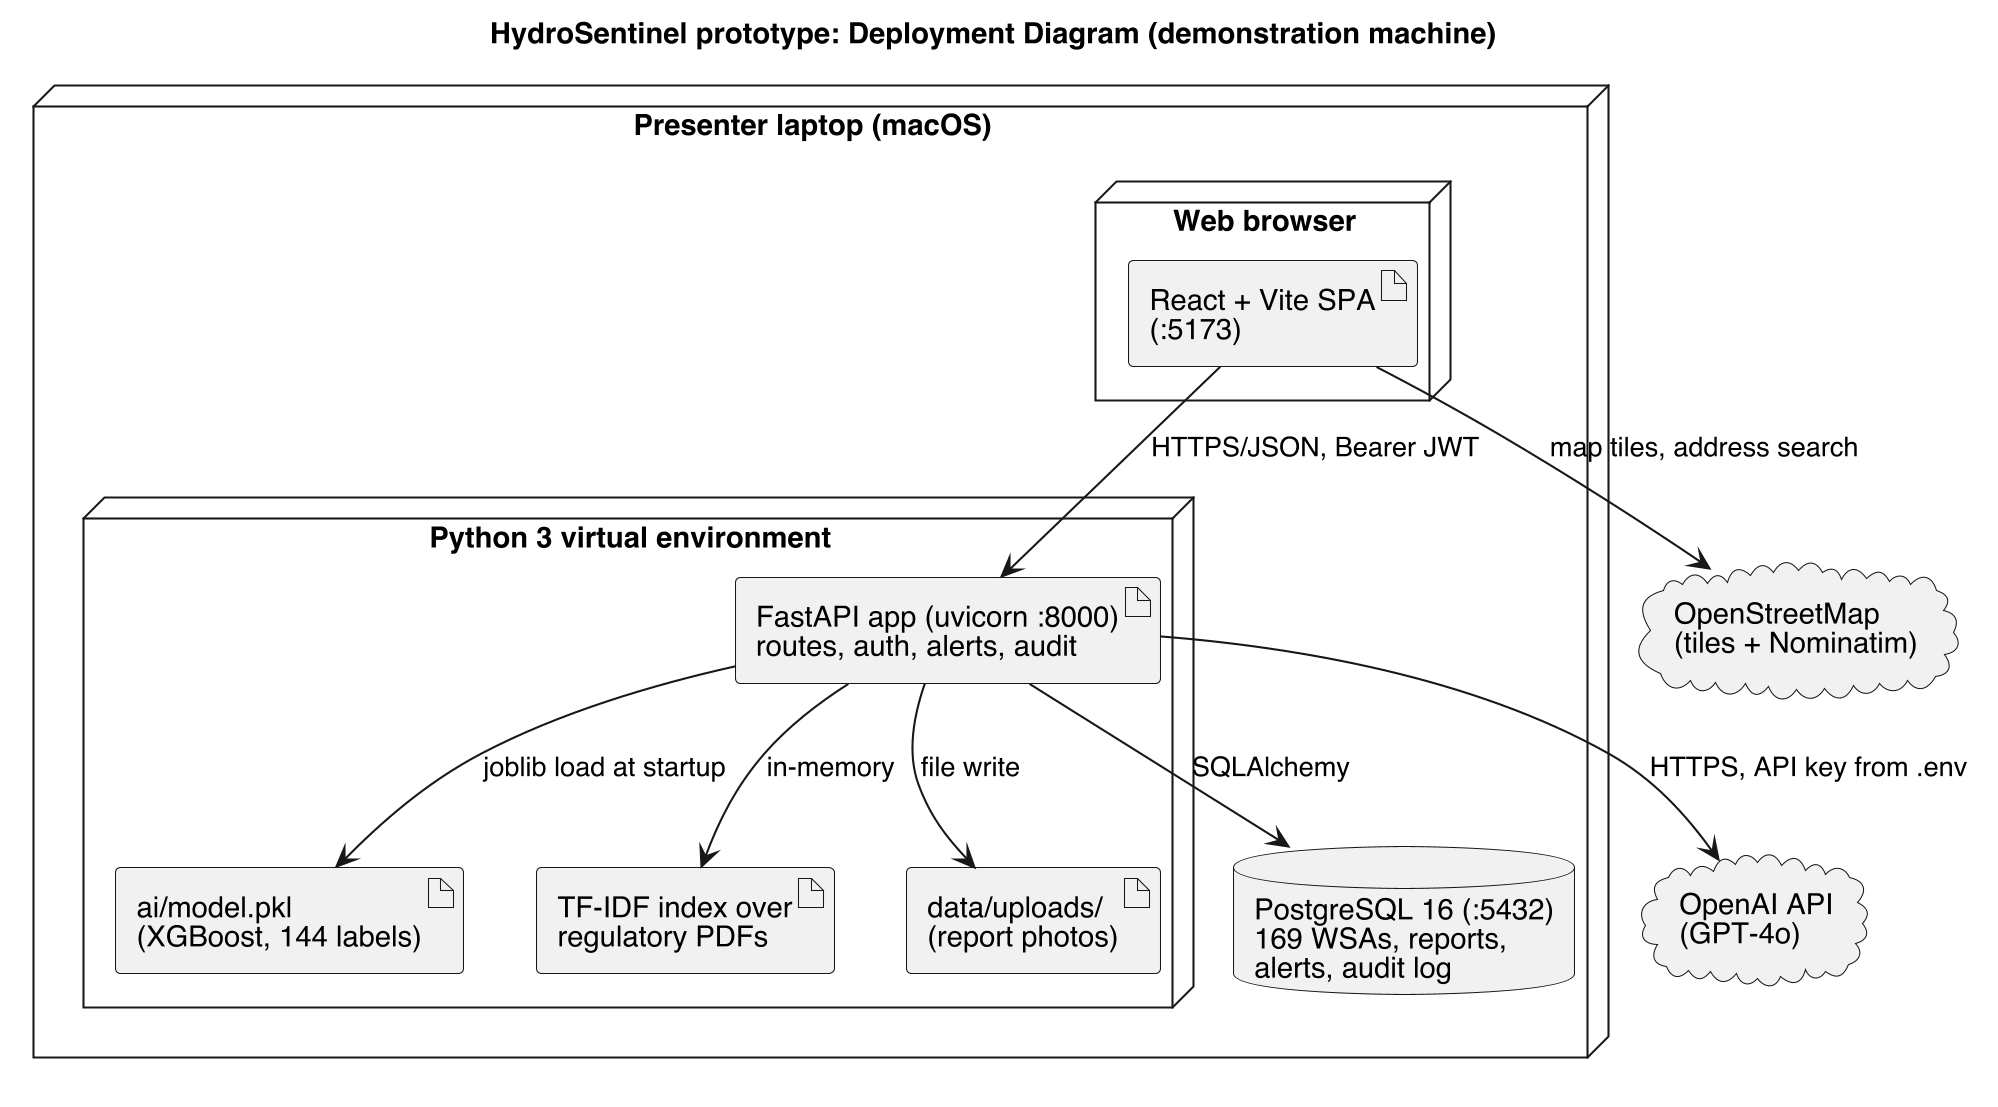 HydroSentinel prototype: Deployment Diagram (demonstration machine)
Presenter laptop (macOS)
Web browser
React + Vite SPA
(:5173)
HTTPS/JSON, Bearer JWT
map tiles, address search
Python 3 virtual environment
FastAPI app (uvicorn :8000)
routes, auth, alerts, audit
OpenStreetMap
(tiles + Nominatim)
joblib load at startup
in-memory
file write
SQLAlchemy
HTTPS, API key from .env
ai/model.pkl
(XGBoost, 144 labels)
TF-IDF index over
regulatory PDFs
data/uploads/
(report photos)
PostgreSQL 16 (:5432)
169 WSAs, reports,
alerts, audit log
OpenAI API
(GPT-4o)